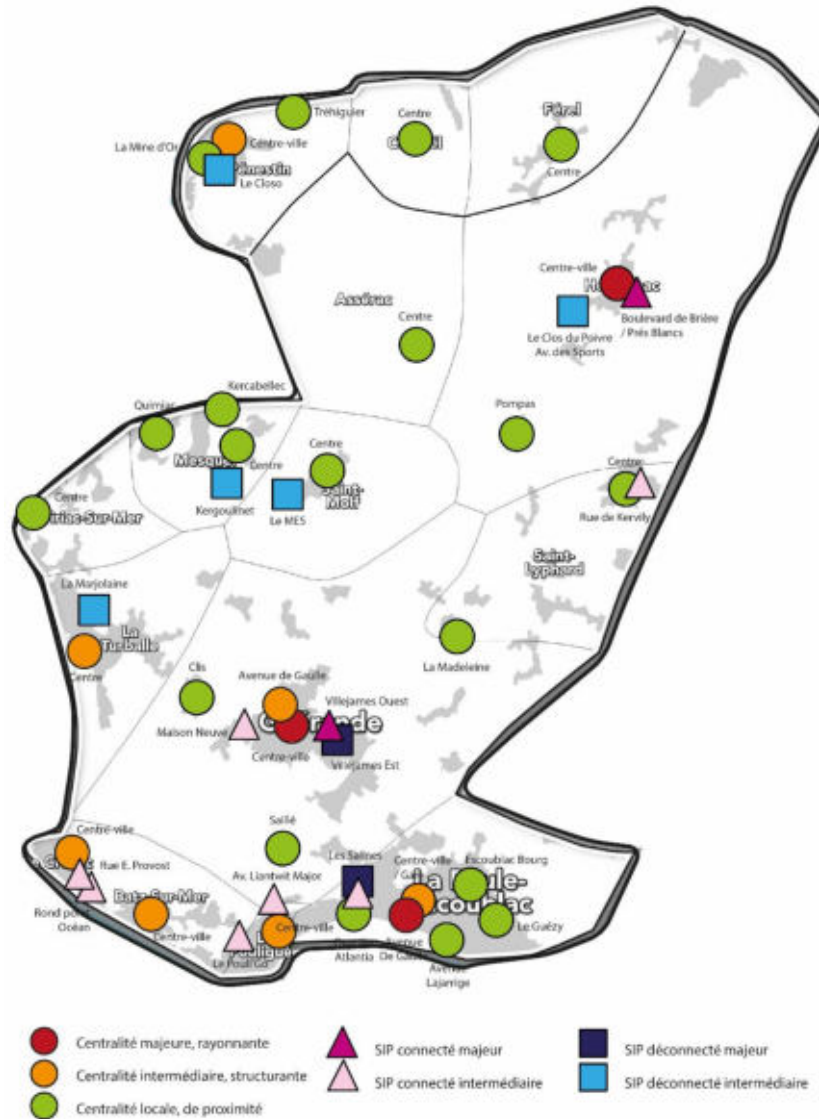 Tréhiguier
Centre
Férel
La Mine d'Or
Centre-ville
Le Closo
Centre
Centre-ville
Assérac
Boulevard de Brière
/ Prés Blancs
Centre
Le Clos du Poivre
Av. des Sports
Kercabellec
Quimiac
Pompas
Centre
Centre
Centre
Saint-
Molf
Kergoulinet
Le MES
Centre
Rue de Kervily
Saint-
Lyphard
La Marjolaine
La
Turballe
Centre
La Madeleine
Clis
Avenue de Gaulle
Villejames Ouest
Maison Neuve
Centre-ville
Villejames Est
Saillé
Centre-ville
Les Salines
Centre-ville
Escoublac Bourg
Rue E. Provost
Av. Llantwit Major
Batz-Sur-Mer
Rond point
Océan
Centre-ville
Centre-ville
Le Guézy
Atlantia
Avenue
Avenue
Lajarrige
Centralité majeure, rayonnante
SIP connecté majeur
SIP déconnecté majeur
Centralité intermédiaire, structurante
SIP connecté intermédiaire
SIP déconnecté intermédiaire
Centralité locale, de proximité